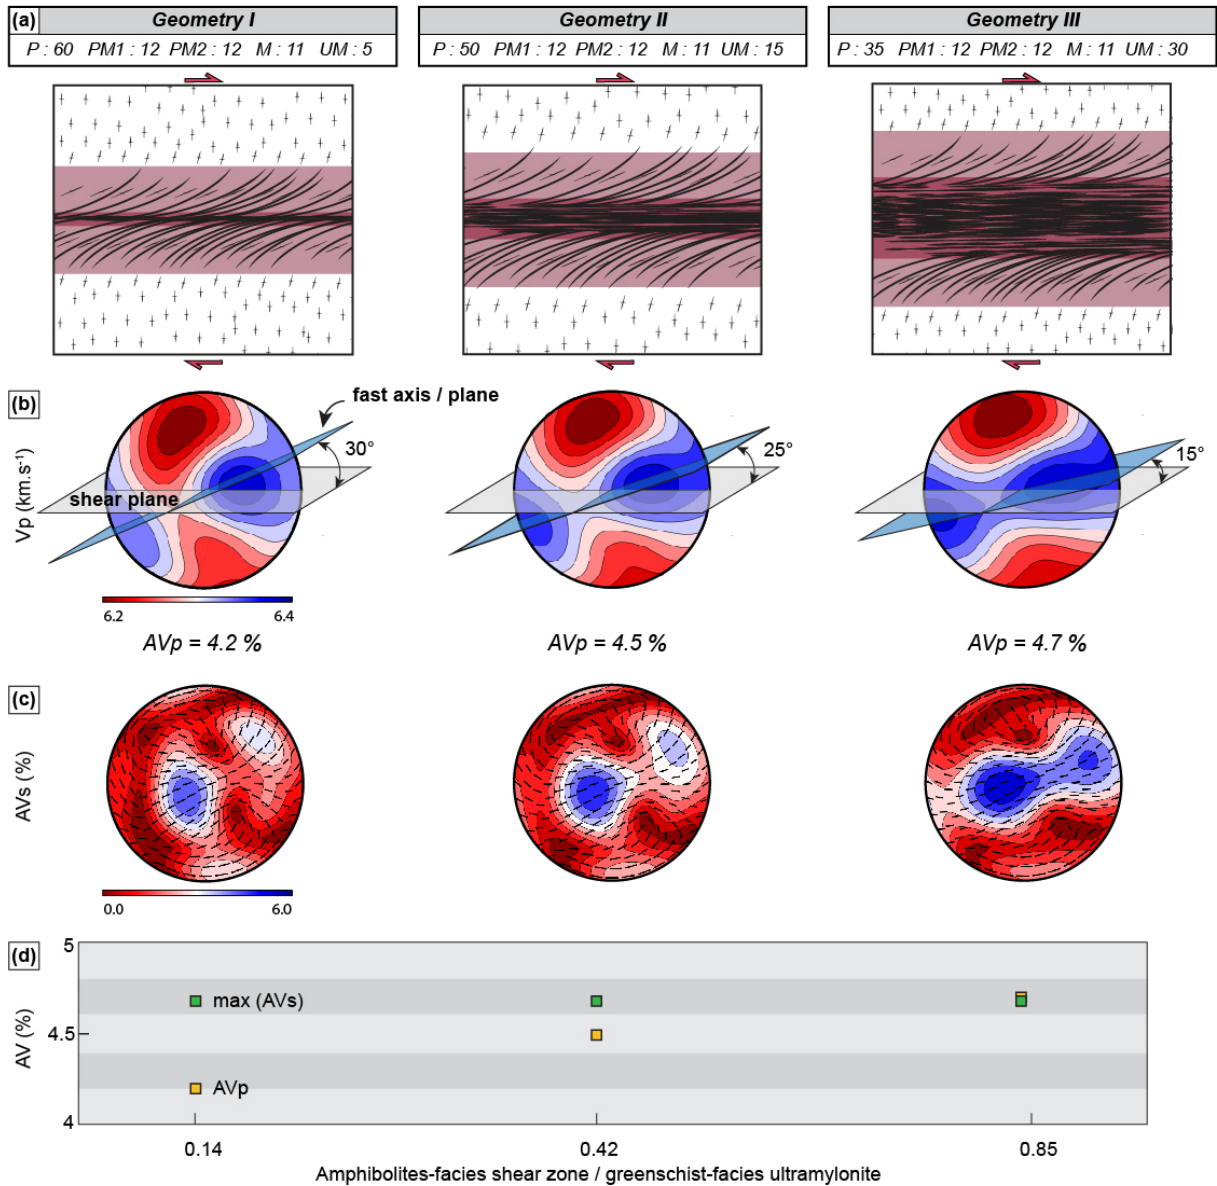 (a)
Geometry I
Geometry II
Geometry III
P : 60 PM1 : 12 PM2 : 12 M : 11 UM : 5
P : 50 PM1 : 12 PM2 : 12 M : 11 UM : 15
P : 35 PM1 : 12 PM2 : 12 M : 11 UM : 30
(b)
fast axis / plane
30°
25°
15°
shear plane
Vp (km.s⁻¹)
6.2 6.4
AVp = 4.2 %
AVp = 4.5 %
AVp = 4.7 %
(c)
AVs (%)
0.0 6.0
(d)
5
max (AVs)
4.5
AV (%)
AVp
4
0.14 0.42 0.85
Amphibolites-facies shear zone / greenschist-facies ultramylonite